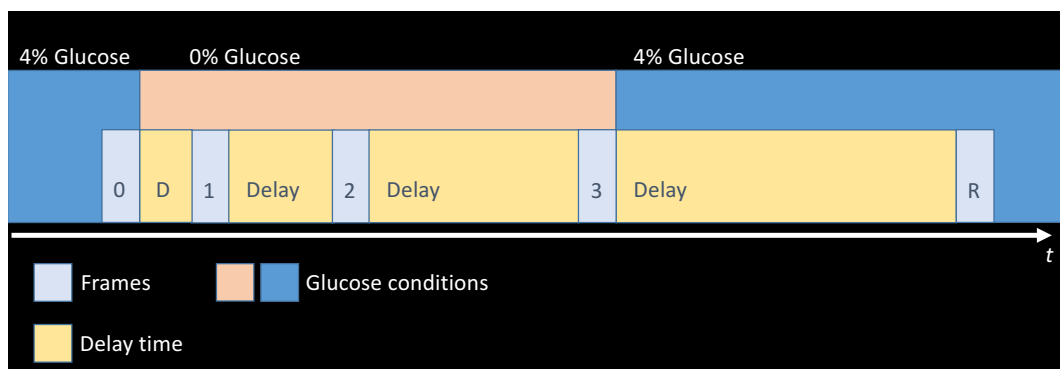 4% Glucose 0% Glucose 4% Glucose
0 D 1 Delay 2 Delay 3 Delay R
t
Frames Glucose conditions
Delay time